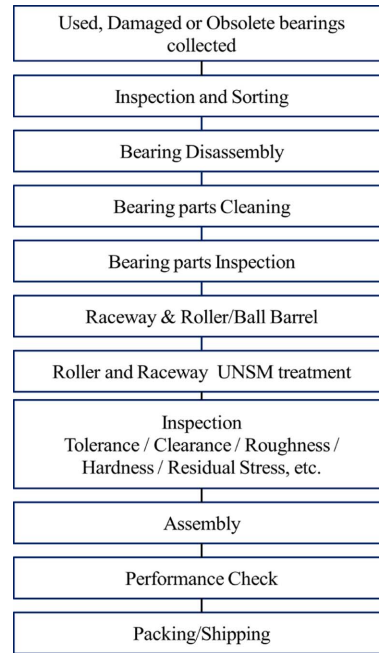 Used, Damaged or Obsolete bearings
collected
Inspection and Sorting
Bearing Disassembly
Bearing parts Cleaning
Bearing parts Inspection
Raceway & Roller/Ball Barrel
Roller and Raceway UNSM treatment
Inspection
Tolerance / Clearance / Roughness /
Hardness / Residual Stress, etc.
Assembly
Performance Check
Packing/Shipping